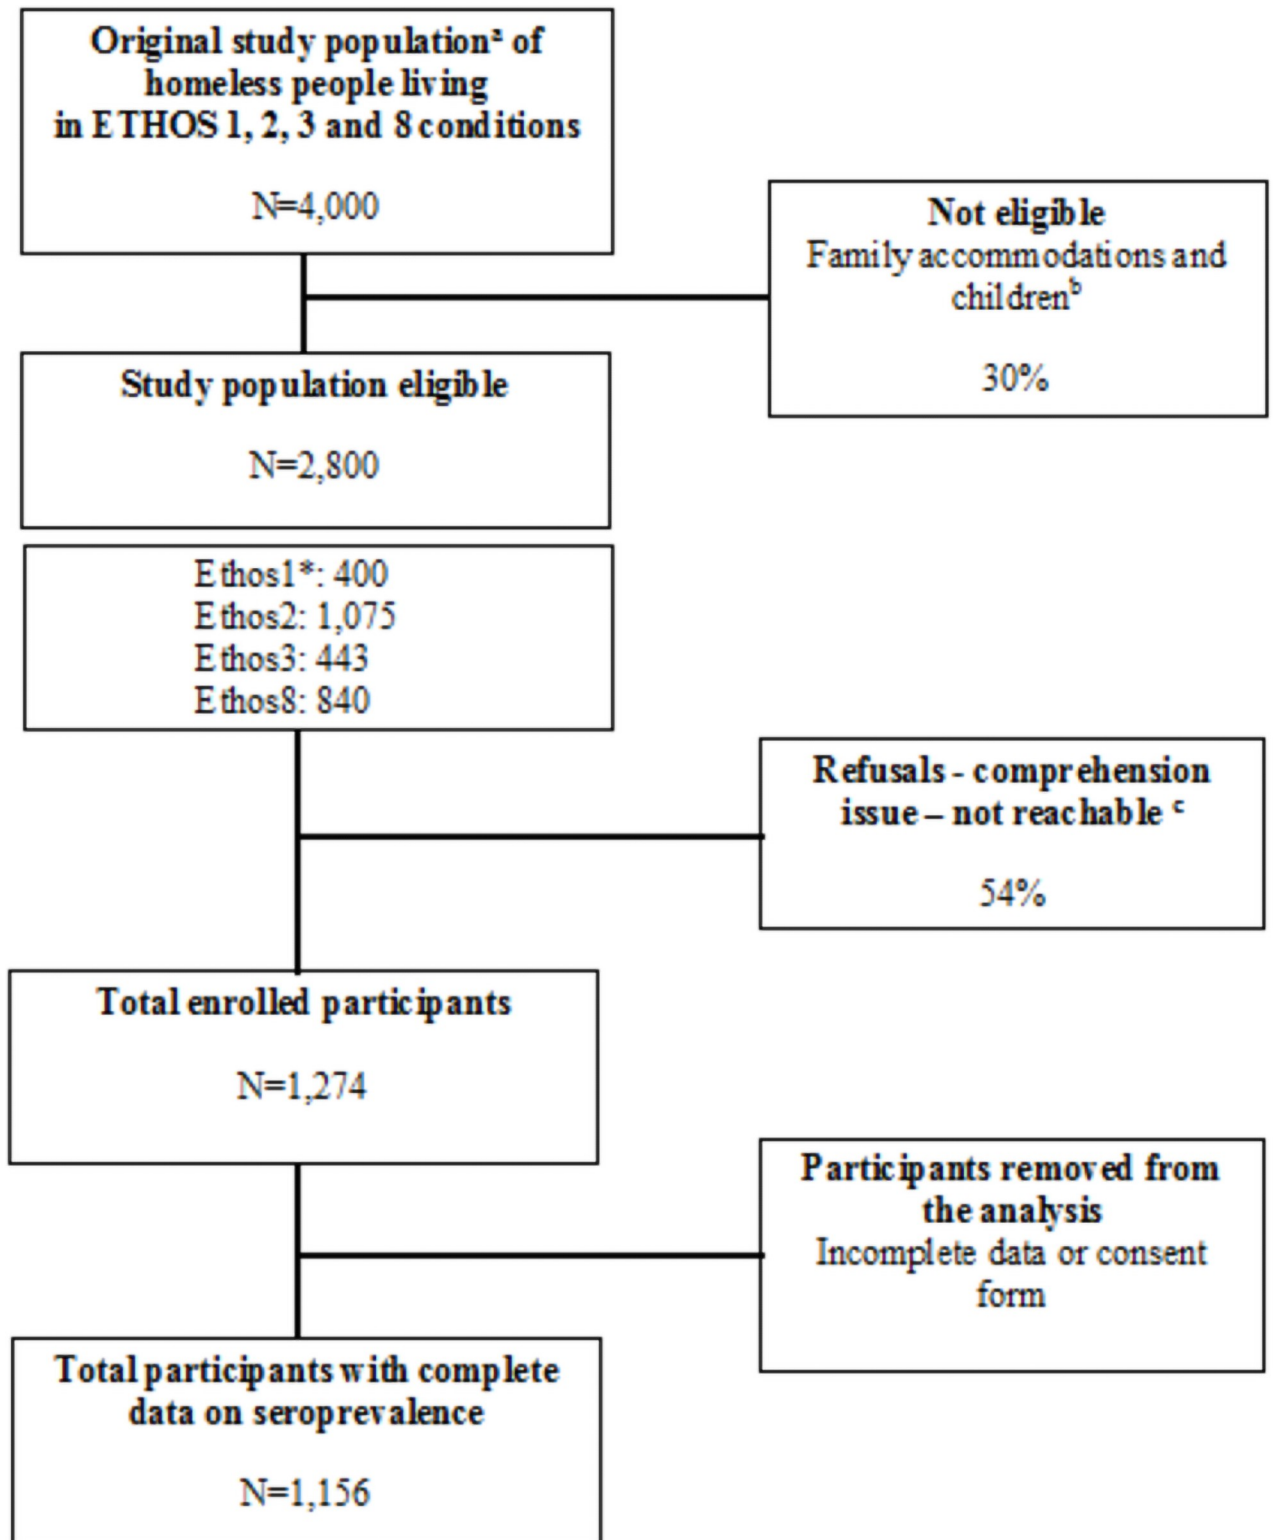 Original study populationᵃ of
homeless people living
in ETHOS 1, 2, 3 and 8 conditions
N=4,000
Not eligible
Family accommodations and
childrenᵇ
30%
Study population eligible
N=2,800
Ethos1*: 400
Ethos2: 1,075
Ethos3: 443
Ethos8: 840
Refusals - comprehension
issue – not reachable ᶜ
54%
Total enrolled participants
N=1,274
Participants removed from
the analysis
Incomplete data or consent
form
Total participants with complete
data on seroprevalence
N=1,156